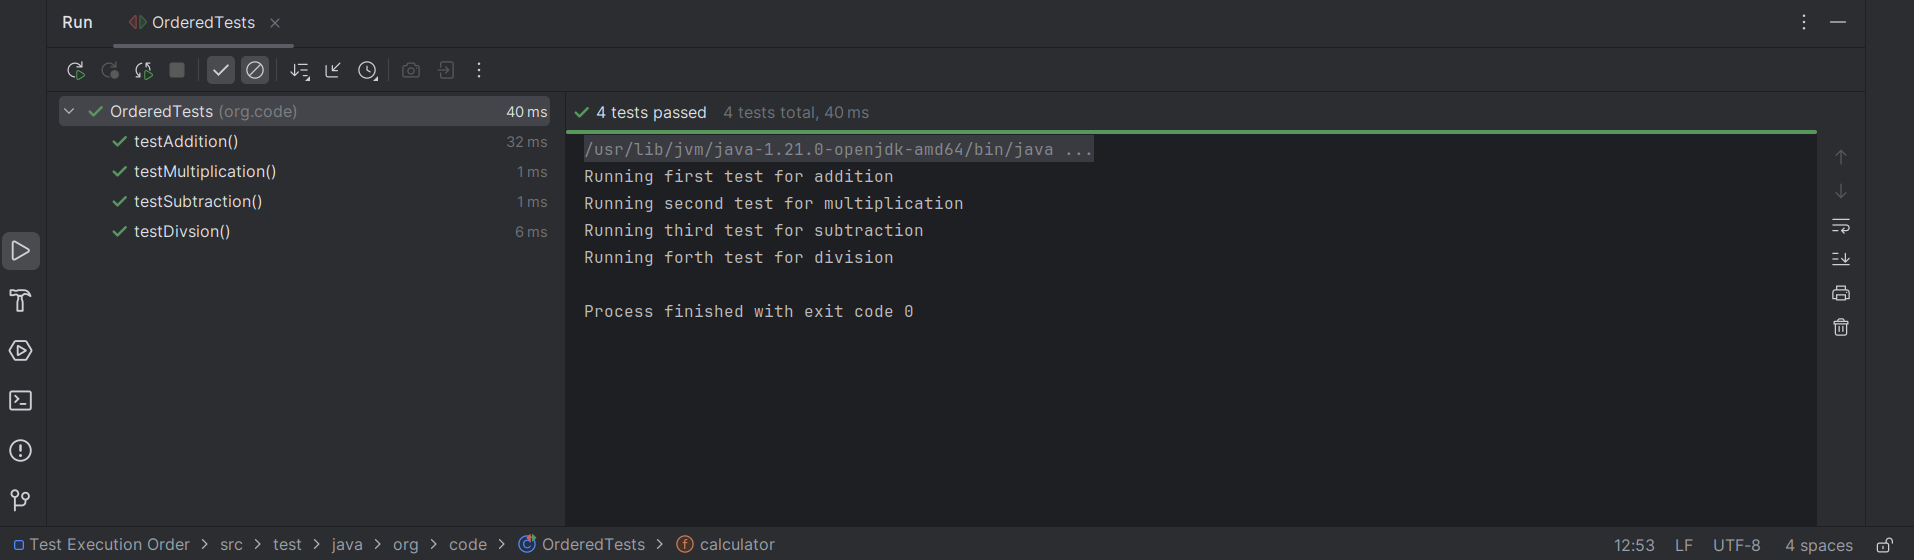 Run OrderedTests
OrderedTests (org.code) 40 ms
testAddition() 32 ms
testMultiplication() 1 ms
testSubtraction() 1 ms
testDivsion() 6 ms
4 tests passed 4 tests total, 40 ms
/usr/lib/jvm/java-1.21.0-openjdk-amd64/bin/java ...
Running first test for addition
Running second test for multiplication
Running third test for subtraction
Running forth test for division
Process finished with exit code 0
Test Execution Order > src > test > java > org > code > OrderedTests > calculator
12:53 LF UTF-8 4 spaces